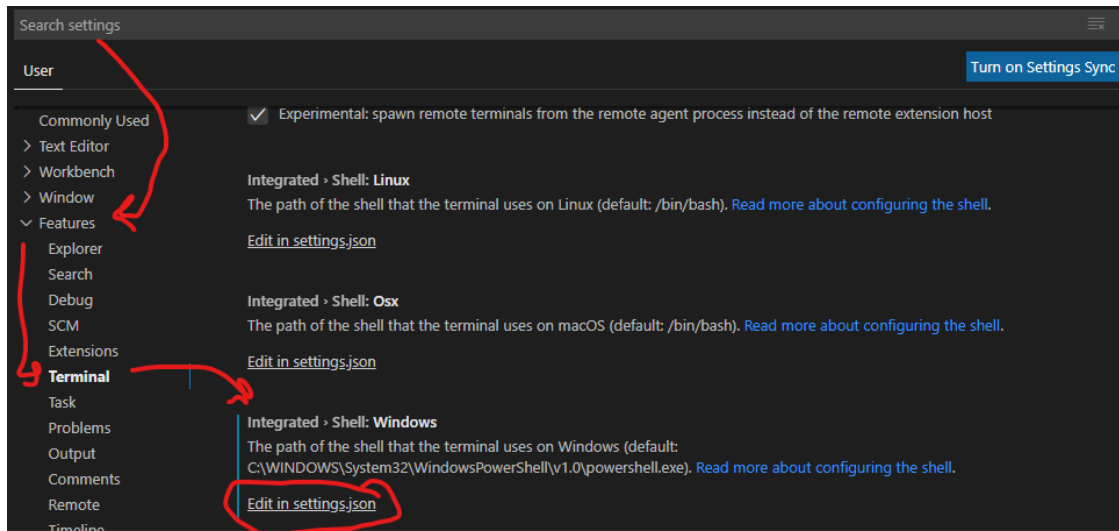 Search settings
User
Turn on Settings Sync
Commonly Used
Text Editor
Workbench
Window
Features
Explorer
Search
Debug
SCM
Extensions
Terminal
Task
Problems
Output
Comments
Remote
Timeline
Experimental: spawn remote terminals from the remote agent process instead of the remote extension host
Integrated › Shell: Linux
The path of the shell that the terminal uses on Linux (default: /bin/bash). Read more about configuring the shell.
Edit in settings.json
Integrated › Shell: Osx
The path of the shell that the terminal uses on macOS (default: /bin/bash). Read more about configuring the shell.
Edit in settings.json
Integrated › Shell: Windows
The path of the shell that the terminal uses on Windows (default:
C:\WINDOWS\System32\WindowsPowerShell\v1.0\powershell.exe). Read more about configuring the shell.
Edit in settings.json